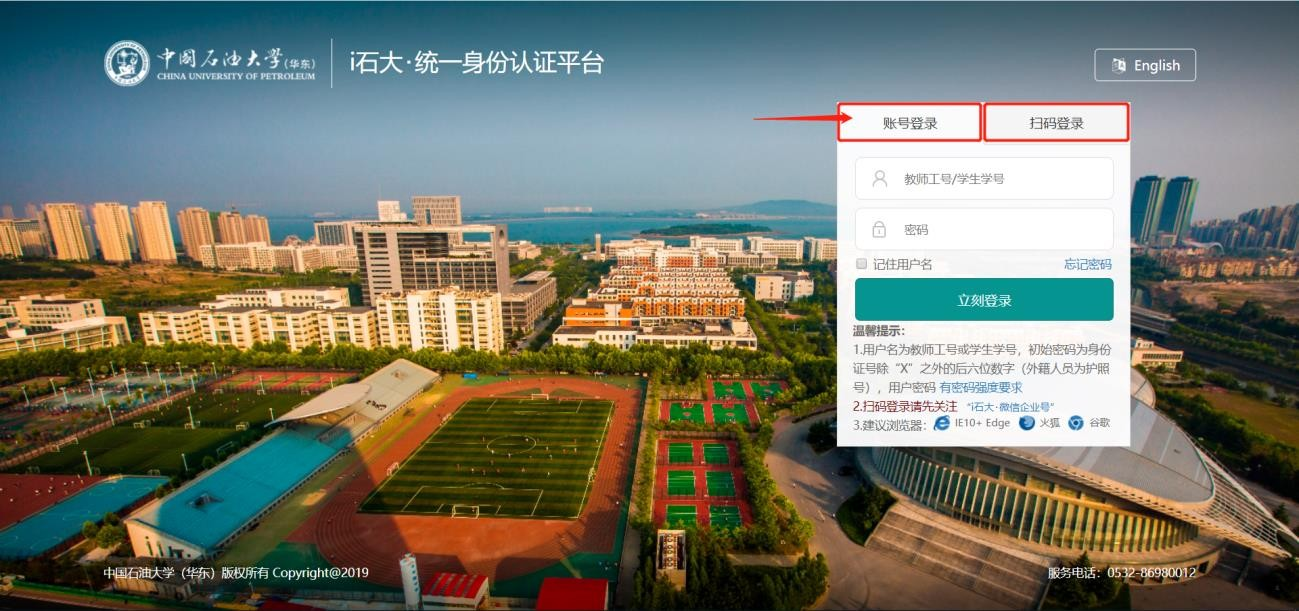 中国石油大学(华东)
CHINA UNIVERSITY OF PETROLEUM
i石大·统一身份认证平台
English
账号登录
扫码登录
教师工号/学生学号
密码
记住用户名
忘记密码
立刻登录
温馨提示：
1.用户名为教师工号或学生学号，初始密码为身份
证号除“X”之外的后六位数字（外籍人员为护照
号），用户密码 有密码强度要求
2.扫码登录请先关注 “i石大·微信企业号”
3.建议浏览器： IE10+ Edge 火狐 谷歌
中国石油大学（华东）版权所有 Copyright@2019
服务电话：0532-86980012